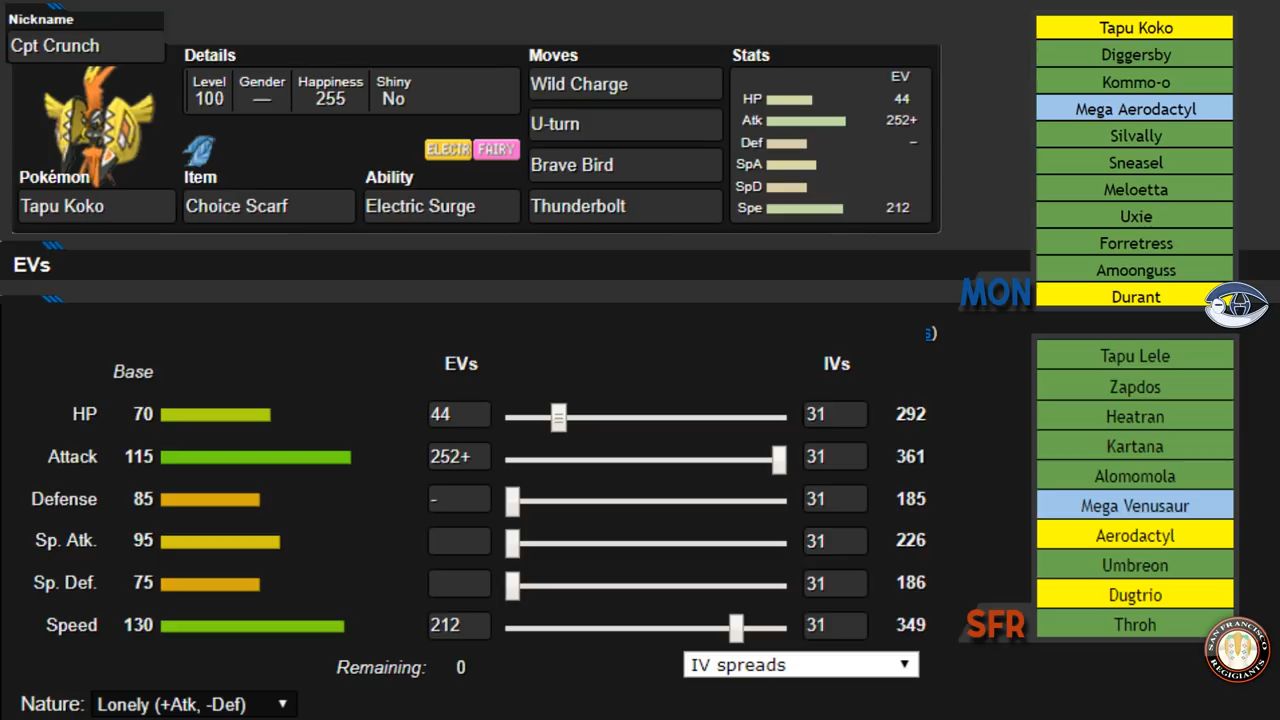 Nickname
Cpt Crunch
Details
Level Gender Happiness Shiny
100 — 255 No
ELECTR FAIRY
Pokémon Item Ability
Tapu Koko Choice Scarf Electric Surge
Moves
Wild Charge
U-turn
Brave Bird
Thunderbolt
Stats
EV
HP 44
Atk 252+
Def –
SpA
SpD
Spe 212
EVs
s)
Base EVs IVs
HP 70 44 31 292
Attack 115 252+ 31 361
Defense 85 - 31 185
Sp. Atk. 95 31 226
Sp. Def. 75 31 186
Speed 130 212 31 349
Remaining: 0
IV spreads
Nature: Lonely (+Atk, -Def)
Tapu Koko
Diggersby
Kommo-o
Mega Aerodactyl
Silvally
Sneasel
Meloetta
Uxie
Forretress
Amoonguss
Durant
MON
Tapu Lele
Zapdos
Heatran
Kartana
Alomomola
Mega Venusaur
Aerodactyl
Umbreon
Dugtrio
Throh
SFR
SAN FRANCISCO
REGIGIANTS